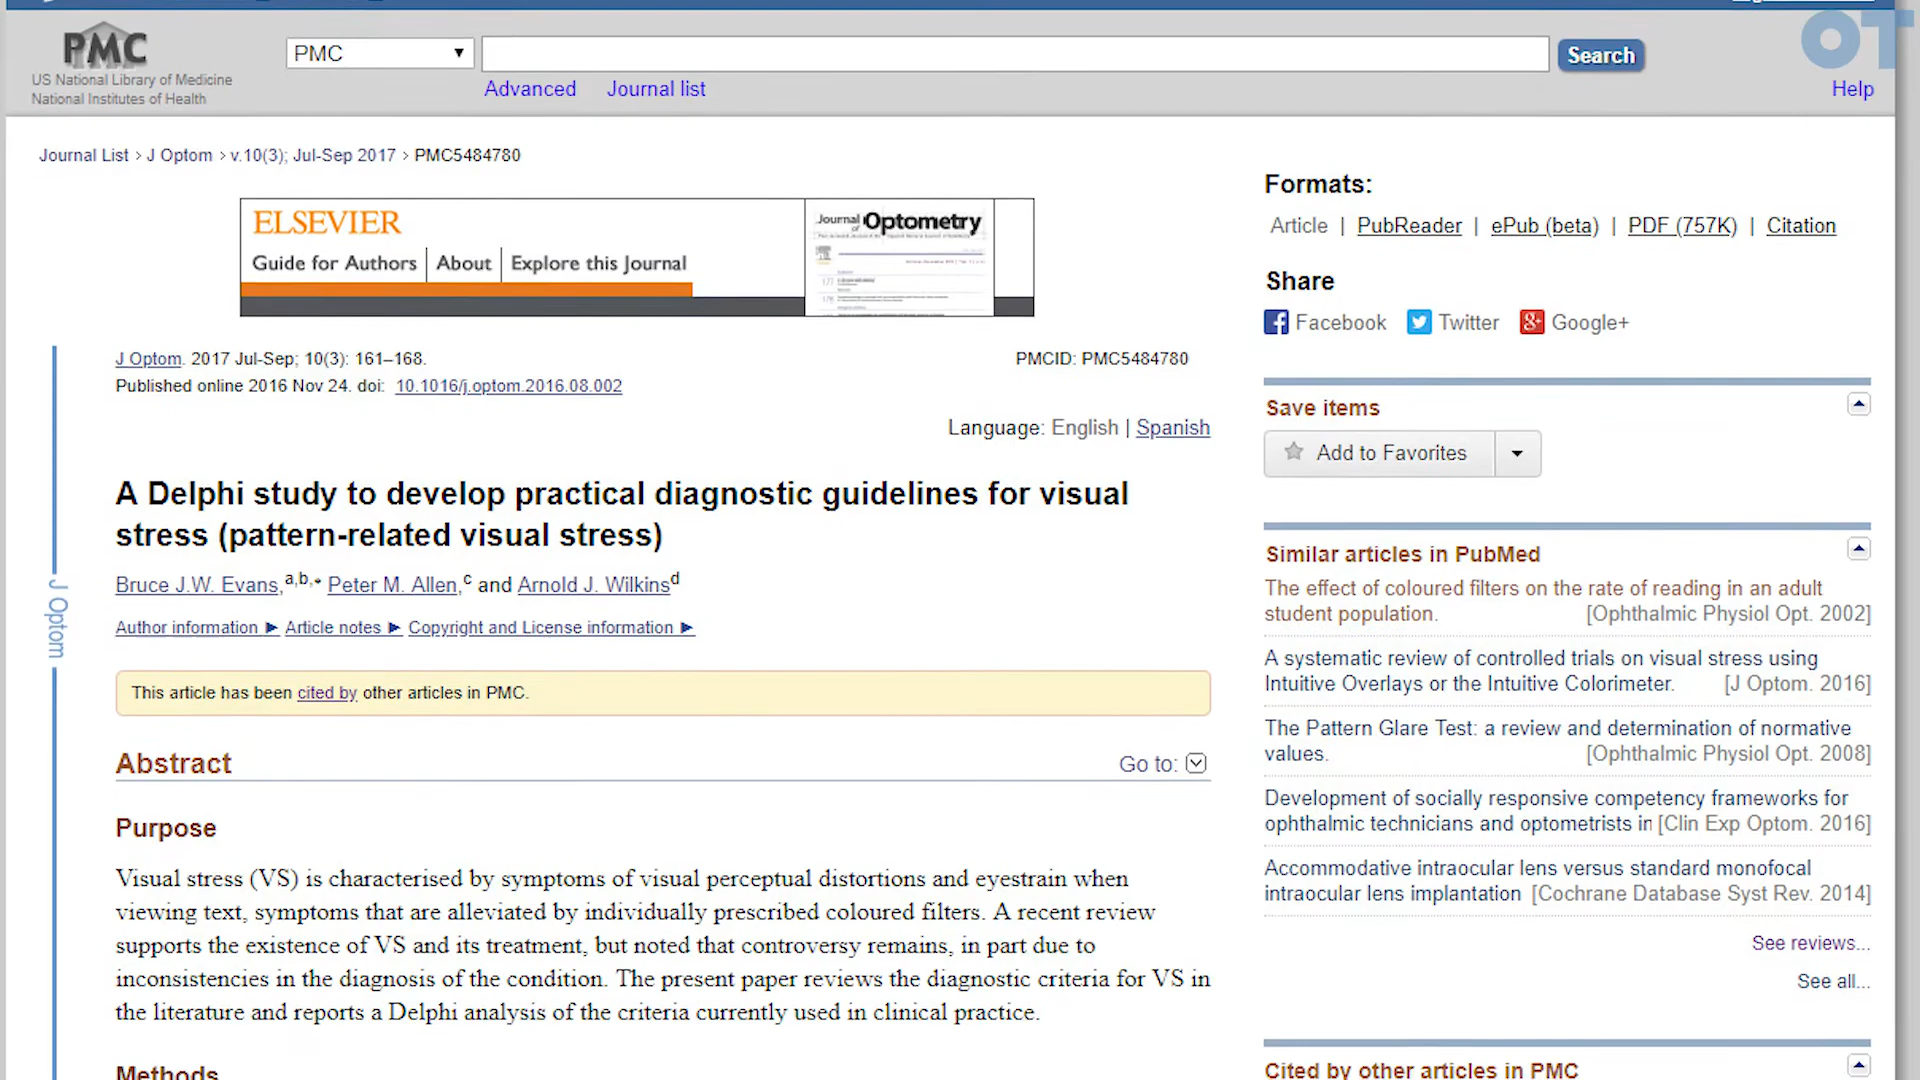 PMC
US National Library of Medicine
National Institutes of Health
PMC
Search
OT
Advanced
Journal list
Help
Journal List > J Optom > v.10(3); Jul-Sep 2017 > PMC5484780
ELSEVIER
Guide for Authors | About | Explore this Journal
Journal of Optometry
J Optom. 2017 Jul-Sep; 10(3): 161–168.
PMCID: PMC5484780
Published online 2016 Nov 24. doi: 10.1016/j.optom.2016.08.002
Language: English | Spanish
A Delphi study to develop practical diagnostic guidelines for visual
stress (pattern-related visual stress)
Bruce J.W. Evans,a,b,* Peter M. Allen,c and Arnold J. Wilkinsd
Author information ► Article notes ► Copyright and License information ►
J Optom
This article has been cited by other articles in PMC.
Abstract
Go to:
Purpose
Visual stress (VS) is characterised by symptoms of visual perceptual distortions and eyestrain when
viewing text, symptoms that are alleviated by individually prescribed coloured filters. A recent review
supports the existence of VS and its treatment, but noted that controversy remains, in part due to
inconsistencies in the diagnosis of the condition. The present paper reviews the diagnostic criteria for VS in
the literature and reports a Delphi analysis of the criteria currently used in clinical practice.
Methods
Formats:
Article | PubReader | ePub (beta) | PDF (757K) | Citation
Share
Facebook Twitter Google+
Save items
Add to Favorites
Similar articles in PubMed
The effect of coloured filters on the rate of reading in an adult
student population. [Ophthalmic Physiol Opt. 2002]
A systematic review of controlled trials on visual stress using
Intuitive Overlays or the Intuitive Colorimeter. [J Optom. 2016]
The Pattern Glare Test: a review and determination of normative
values. [Ophthalmic Physiol Opt. 2008]
Development of socially responsive competency frameworks for
ophthalmic technicians and optometrists in [Clin Exp Optom. 2016]
Accommodative intraocular lens versus standard monofocal
intraocular lens implantation [Cochrane Database Syst Rev. 2014]
See reviews...
See all...
Cited by other articles in PMC